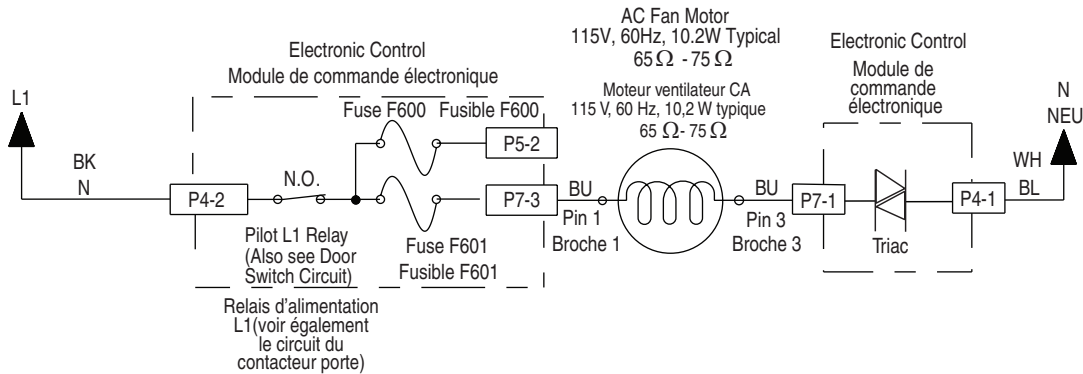 AC Fan Motor
115V, 60Hz, 10.2W Typical
65 Ω - 75 Ω
Moteur ventilateur CA
115 V, 60 Hz, 10,2 W typique
65 Ω- 75 Ω
Electronic Control
Module de commande électronique
Electronic Control
Module de
commande
électronique
L1
N
NEU
Fuse F600
Fusible F600
P5-2
BK
N
P4-2
N.O.
P7-3
BU
Pin 1
Broche 1
BU
Pin 3
Broche 3
P7-1
Triac
P4-1
WH
BL
Pilot L1 Relay
(Also see Door
Switch Circuit)
Fuse F601
Fusible F601
Relais d'alimentation
L1(voir également
le circuit du
contacteur porte)